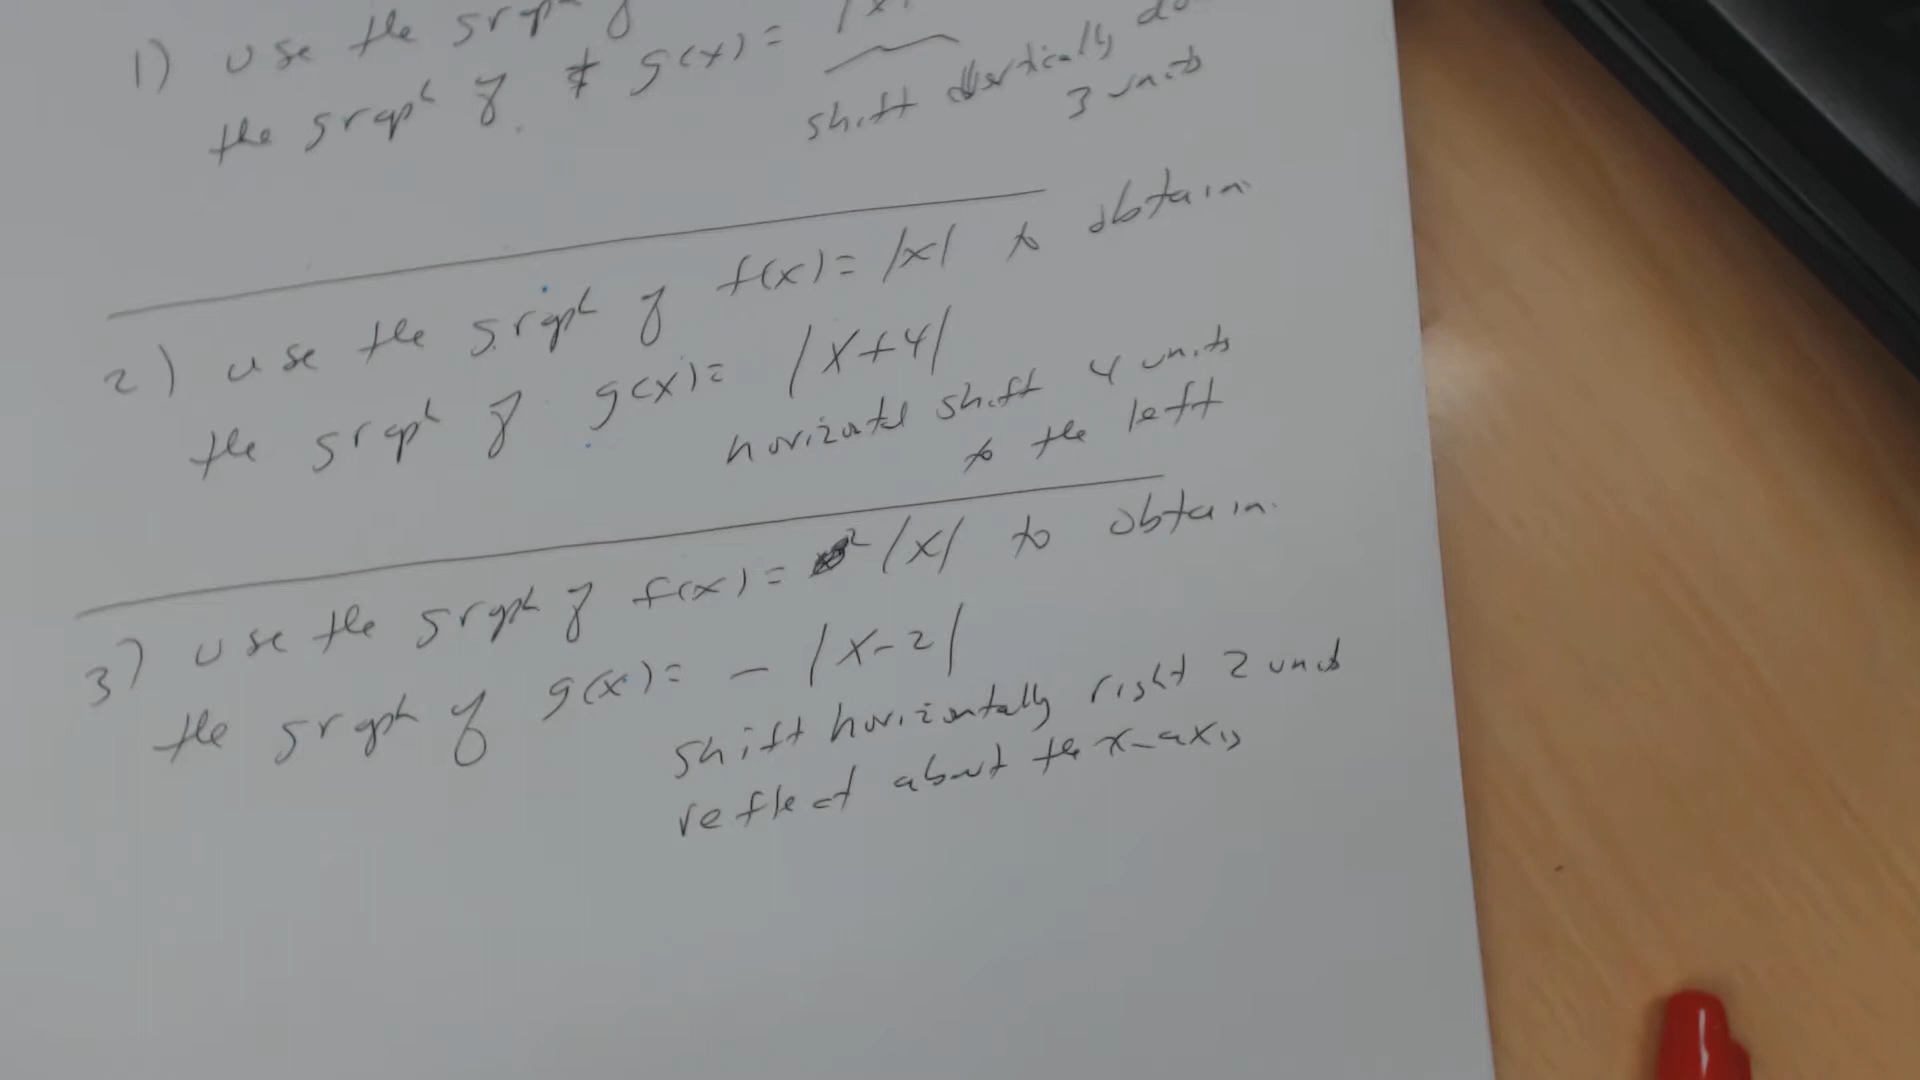 1) use the graph of
the graph of g(x) = |x|
shift vertically
3 units
2) use the graph of f(x) = |x| to obtain
the graph of g(x) = |x+4|
horizontal shift 4 units
to the left
3) use the graph of f(x) = |x| to obtain
the graph of g(x) = - |x-2|
shift horizontally right 2 units
reflect about the x-axis